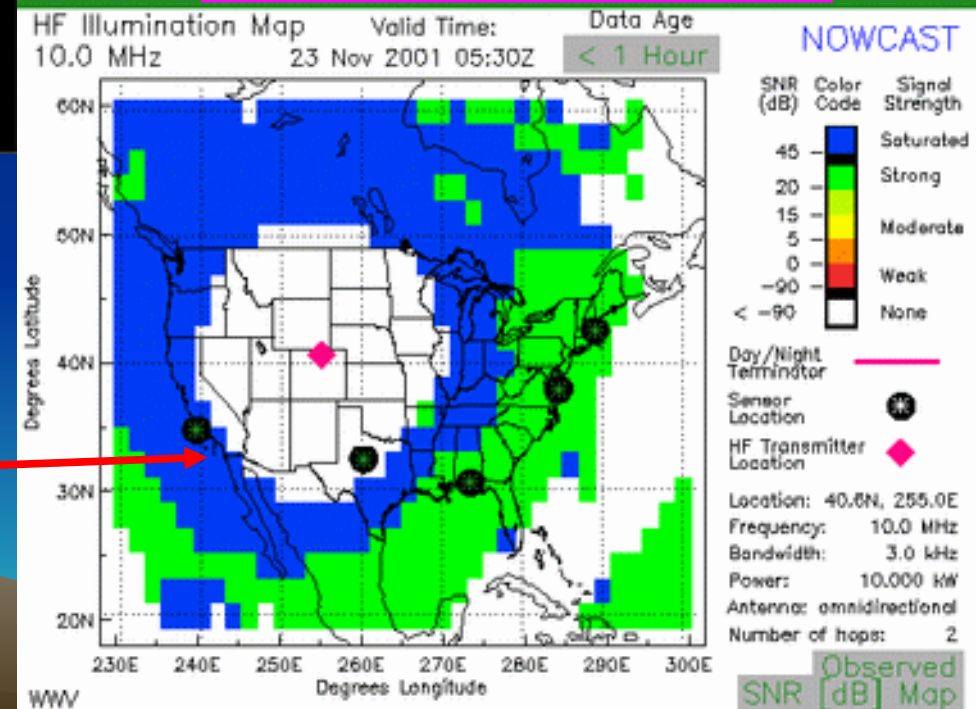 HF Illumination Map
10.0 MHz
Valid Time:
23 Nov 2001 05:30Z
Data Age
< 1 Hour
NOWCAST
SNR (dB)
Color Code
Signal Strength
45
20
15
5
0
-90
< -90
Saturated
Strong
Moderate
Weak
None
Day/Night
Terminator
Sensor
Location
HF Transmitter
Location
Location: 40.6N, 255.0E
Frequency: 10.0 MHz
Bandwidth: 3.0 kHz
Power: 10.000 kW
Antenna: omnidirectional
Number of hops: 2
Observed
SNR [dB] Map
Degrees Latitude
60N
50N
40N
30N
20N
230E 240E 250E 260E 270E 280E 290E 300E
Degrees Longitude
WWV